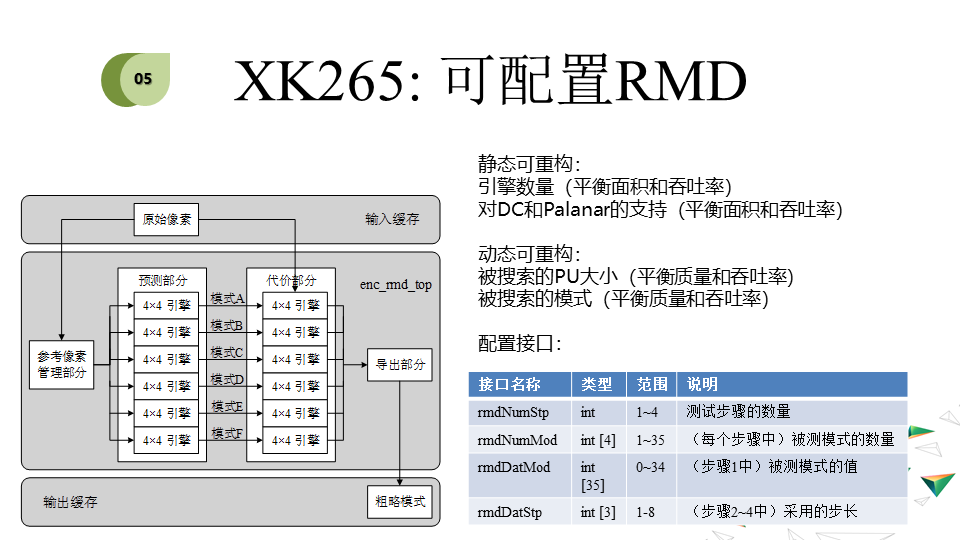 05
XK265: 可配置RMD
静态可重构：
引擎数量（平衡面积和吞吐率）
对DC和Palanar的支持（平衡面积和吞吐率）
动态可重构：
被搜索的PU大小（平衡质量和吞吐率)
被搜索的模式（平衡质量和吞吐率）
配置接口：
原始像素
输入缓存
预测部分
代价部分
enc_rmd_top
4×4 引擎 模式A 4×4 引擎
4×4 引擎 模式B 4×4 引擎
4×4 引擎 模式C 4×4 引擎
4×4 引擎 模式D 4×4 引擎
4×4 引擎 模式E 4×4 引擎
4×4 引擎 模式F 4×4 引擎
参考像素
管理部分
导出部分
输出缓存
粗略模式
接口名称 类型 范围 说明
rmdNumStp int 1~4 测试步骤的数量
rmdNumMod int [4] 1~35 （每个步骤中）被测模式的数量
rmdDatMod int 0~34 （步骤1中）被测模式的值
[35]
rmdDatStp int [3] 1-8 （步骤2~4中）采用的步长